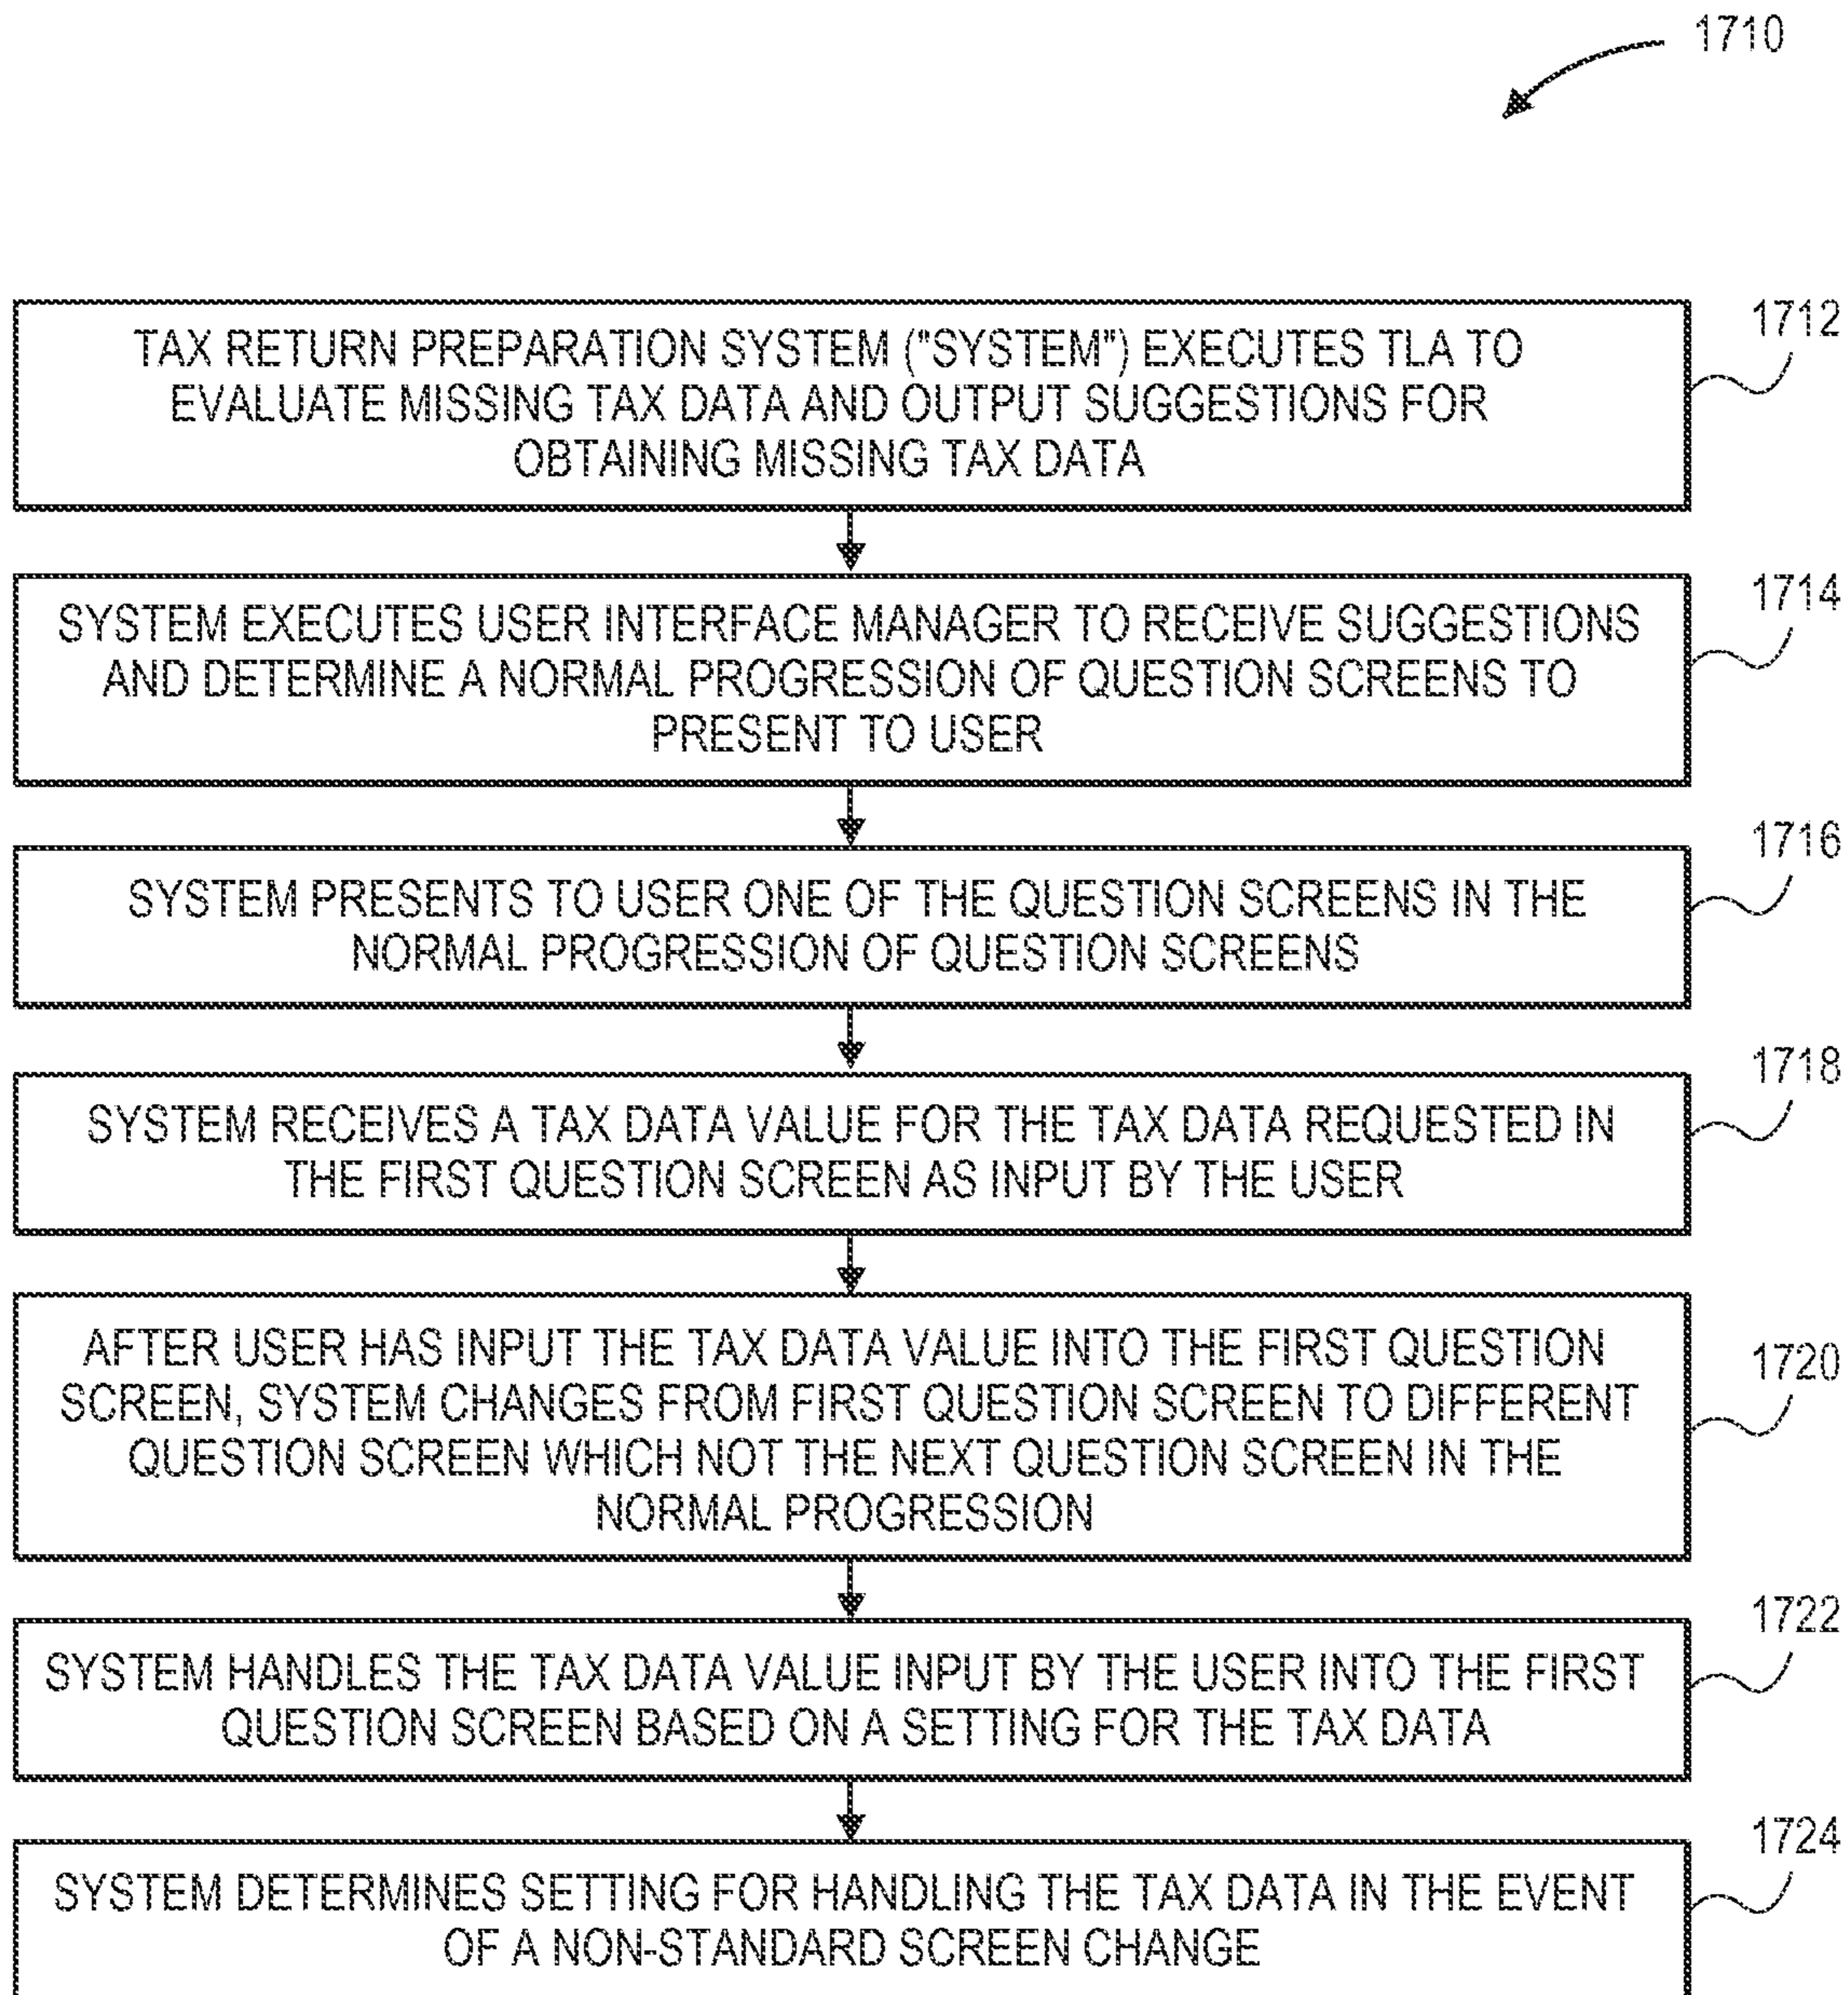 1710
1712
TAX RETURN PREPARATION SYSTEM ("SYSTEM") EXECUTES TLA TO
EVALUATE MISSING TAX DATA AND OUTPUT SUGGESTIONS FOR
OBTAINING MISSING TAX DATA
1714
SYSTEM EXECUTES USER INTERFACE MANAGER TO RECEIVE SUGGESTIONS
AND DETERMINE A NORMAL PROGRESSION OF QUESTION SCREENS TO
PRESENT TO USER
1716
SYSTEM PRESENTS TO USER ONE OF THE QUESTION SCREENS IN THE
NORMAL PROGRESSION OF QUESTION SCREENS
1718
SYSTEM RECEIVES A TAX DATA VALUE FOR THE TAX DATA REQUESTED IN
THE FIRST QUESTION SCREEN AS INPUT BY THE USER
1720
AFTER USER HAS INPUT THE TAX DATA VALUE INTO THE FIRST QUESTION
SCREEN, SYSTEM CHANGES FROM FIRST QUESTION SCREEN TO DIFFERENT
QUESTION SCREEN WHICH NOT THE NEXT QUESTION SCREEN IN THE
NORMAL PROGRESSION
1722
SYSTEM HANDLES THE TAX DATA VALUE INPUT BY THE USER INTO THE FIRST
QUESTION SCREEN BASED ON A SETTING FOR THE TAX DATA
1724
SYSTEM DETERMINES SETTING FOR HANDLING THE TAX DATA IN THE EVENT
OF A NON-STANDARD SCREEN CHANGE